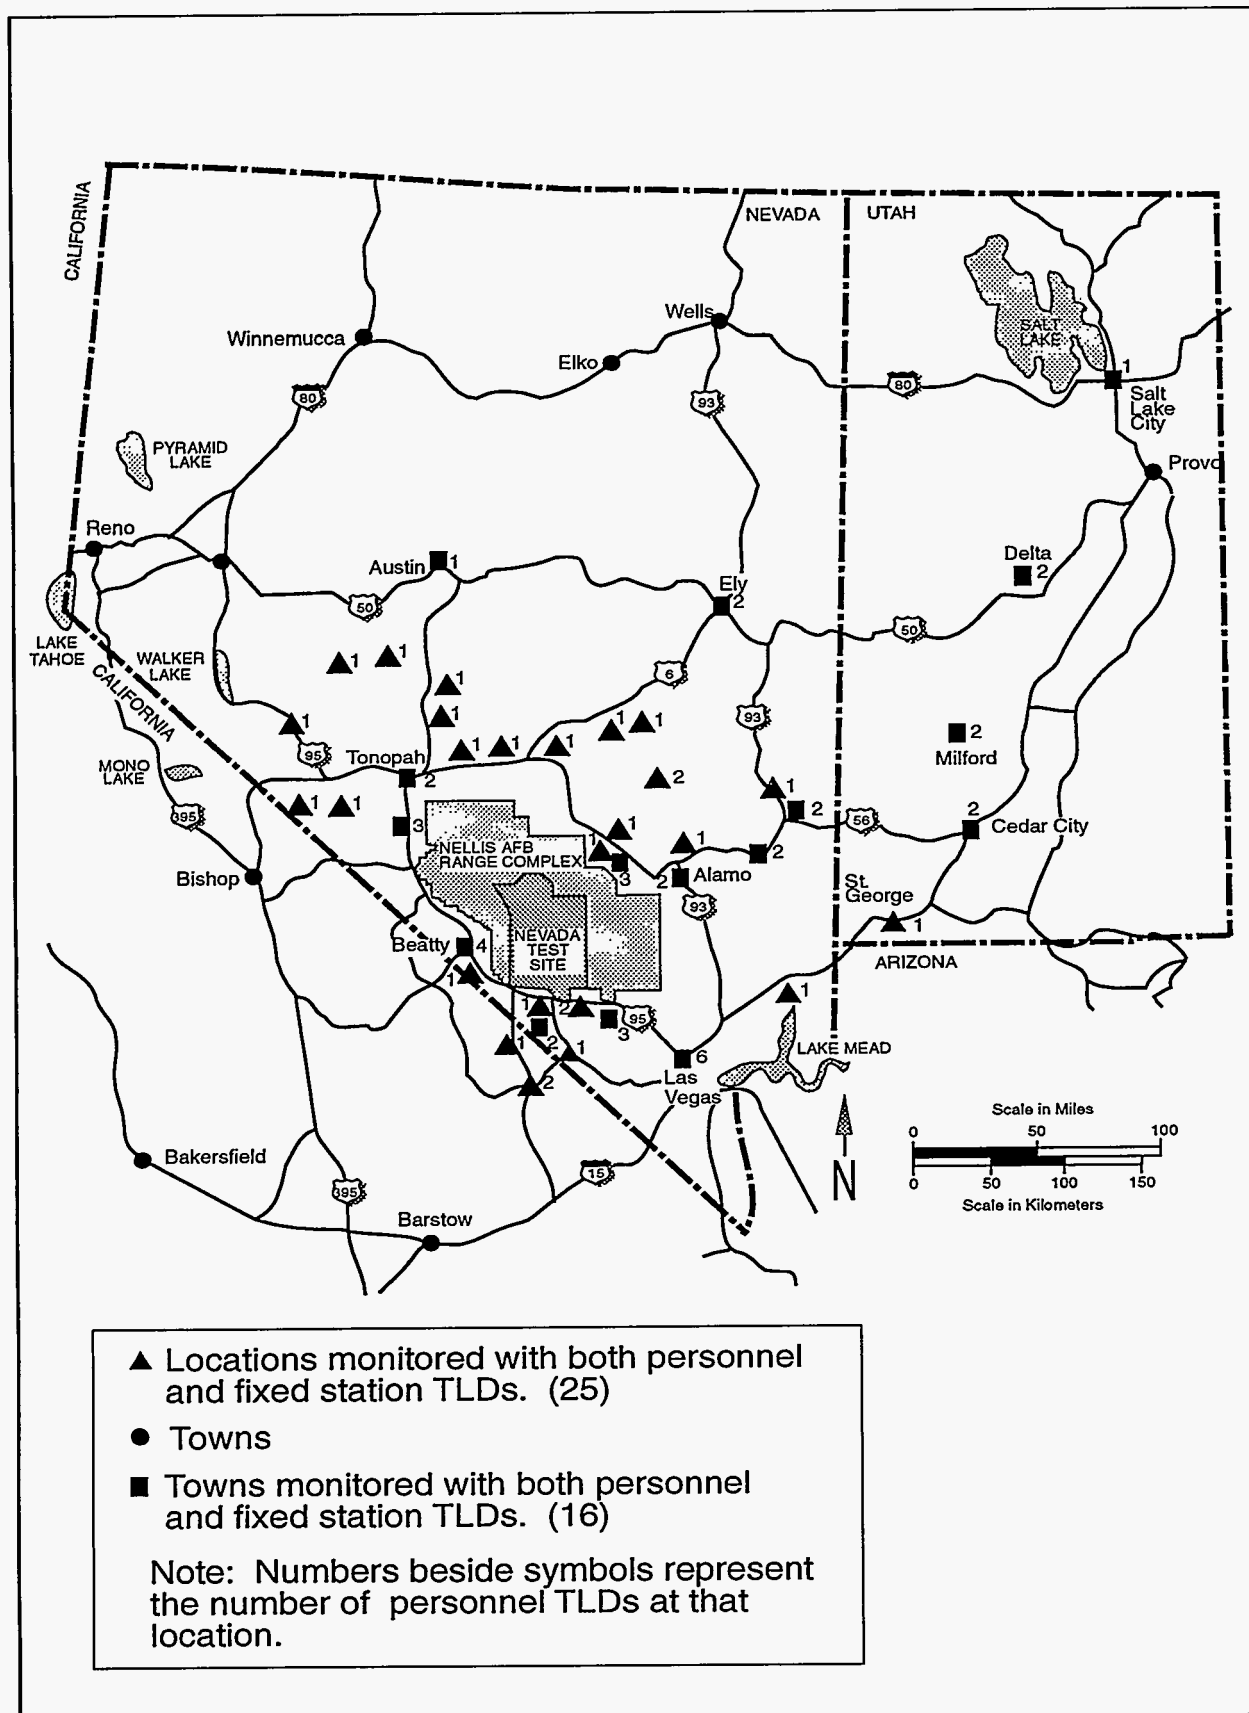 CALIFORNIA
NEVADA
UTAH
Winnemucca
Wells
Elko
SALT
LAKE
1
Salt
Lake
City
80
93
80
PYRAMID
LAKE
Provo
Reno
Austin
1
Delta
2
Ely
2
50
50
LAKE
TAHOE
WALKER
LAKE
CALIFORNIA
1
1
1
6
1
1
1
1
93
2
Milford
1
1
1
95
Tonopah
2
MONO
LAKE
2
1
2
2
Cedar City
56
1
1
395
3
1
1
1
NELLIS AFB
RANGE COMPLEX
3
2
2
Alamo
Bishop
St.
George
93
1
Beatty
4
NEVADA
TEST
SITE
ARIZONA
1
1
1
2
95
3
LAKE MEAD
1
2
1
6
Las
Vegas
2
Scale in Miles
0
50
100
0
50
100
150
Scale in Kilometers
N
Bakersfield
15
395
Barstow
Locations monitored with both personnel
and fixed station TLDs. (25)
Towns
Towns monitored with both personnel
and fixed station TLDs. (16)
Note: Numbers beside symbols represent
the number of personnel TLDs at that
location.